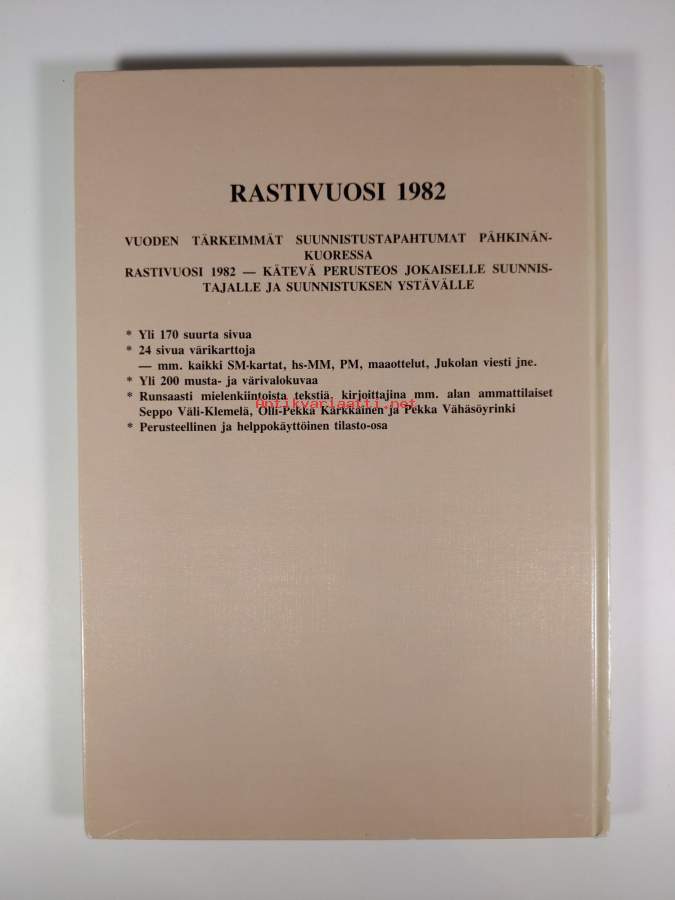 RASTIVUOSI 1982
VUODEN TÄRKEIMMÄT SUUNNISTUSTAPAHTUMAT PÄHKINÄN-
KUORESSA
RASTIVUOSI 1982 — KÄTEVÄ PERUSTEOS JOKAISELLE SUUNNIS-
TAJALLE JA SUUNNISTUKSEN YSTÄVÄLLE
* Yli 170 suurta sivua
* 24 sivua värikarttoja
— mm. kaikki SM-kartat, hs-MM, PM, maaottelut, Jukolan viesti jne.
* Yli 200 musta- ja värivalokuvaa
* Runsaasti mielenkiintoista tekstiä, kirjoittajina mm. alan ammattilaiset
Antikvariaatti.net
Seppo Väli-Klemelä, Olli-Pekka Kärkkäinen ja Pekka Vähäsöyrinki
* Perusteellinen ja helppokäyttöinen tilasto-osa